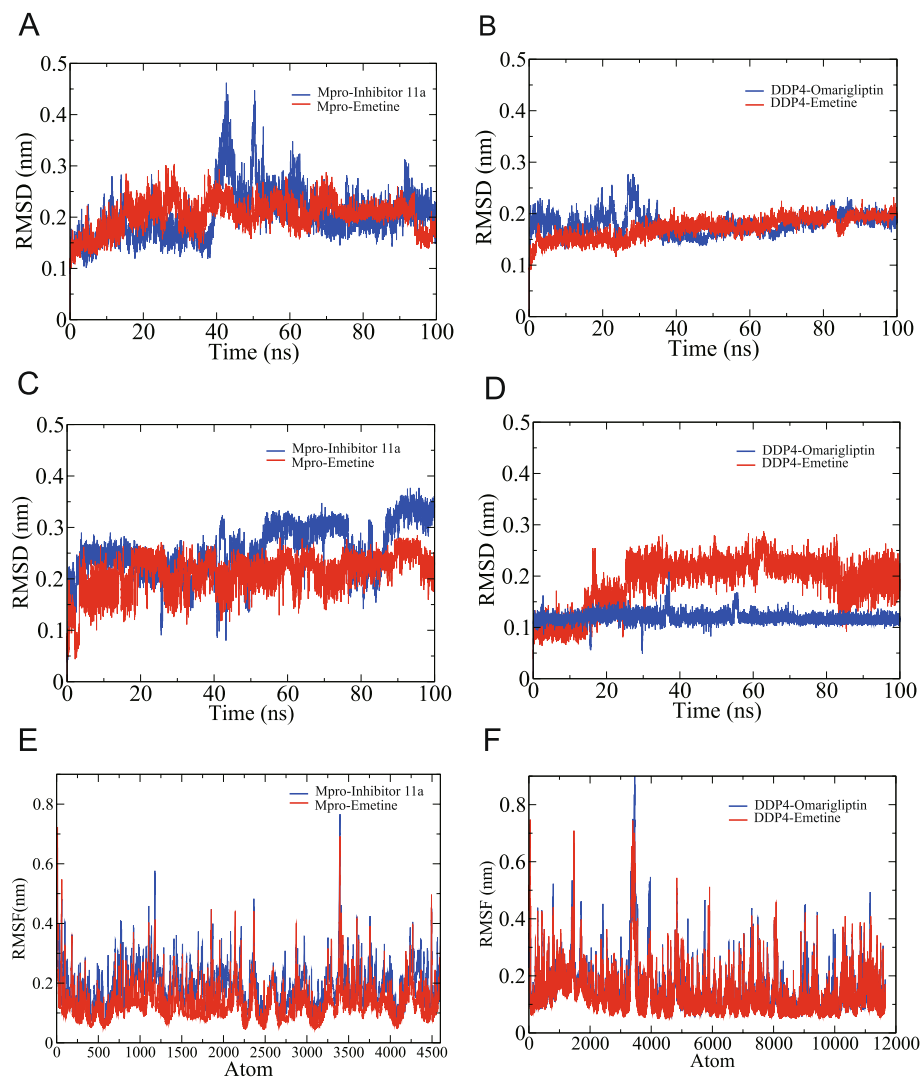 A
0.5
0.4
0.3
0.2
0.1
0
RMSD (nm)
Mpro-Inhibitor 11a
Mpro-Emetine
0 20 40 60 80 100
Time (ns)
B
0.5
0.4
0.3
0.2
0.1
0
RMSD (nm)
DDP4-Omarigliptin
DDP4-Emetine
0 20 40 60 80 100
Time (ns)
C
0.5
0.4
0.3
0.2
0.1
0
RMSD (nm)
Mpro-Inhibitor 11a
Mpro-Emetine
0 20 40 60 80 100
Time (ns)
D
0.5
0.4
0.3
0.2
0.1
0
RMSD (nm)
DDP4-Omarigliptin
DDP4-Emetine
0 20 40 60 80 100
Time (ns)
E
0.8
0.6
0.4
0.2
0
RMSF(nm)
Mpro-Inhibitor 11a
Mpro-Emetine
0 500 1000 1500 2000 2500 3000 3500 4000 4500
Atom
F
0.8
0.6
0.4
0.2
0
RMSF (nm)
DDP4-Omarigliptin
DDP4-Emetine
0 2000 4000 6000 8000 10000 12000
Atom